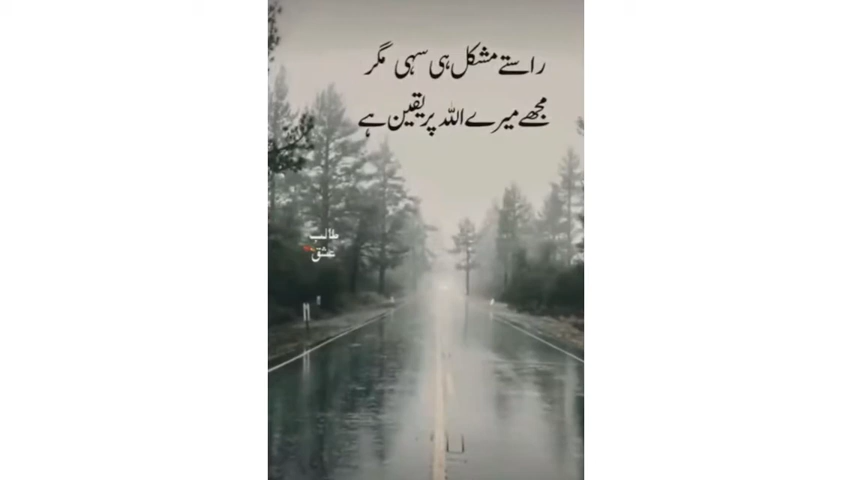 راستے مشکل ہی سہی مگر
مجھے میرے اللہ پر یقین ہے
طالب
عشق